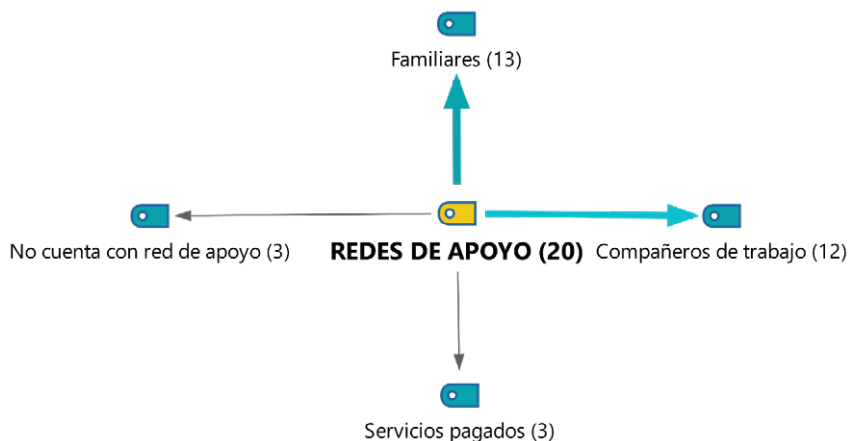 Familiares (13)
No cuenta con red de apoyo (3)
REDES DE APOYO (20)
Compañeros de trabajo (12)
Servicios pagados (3)